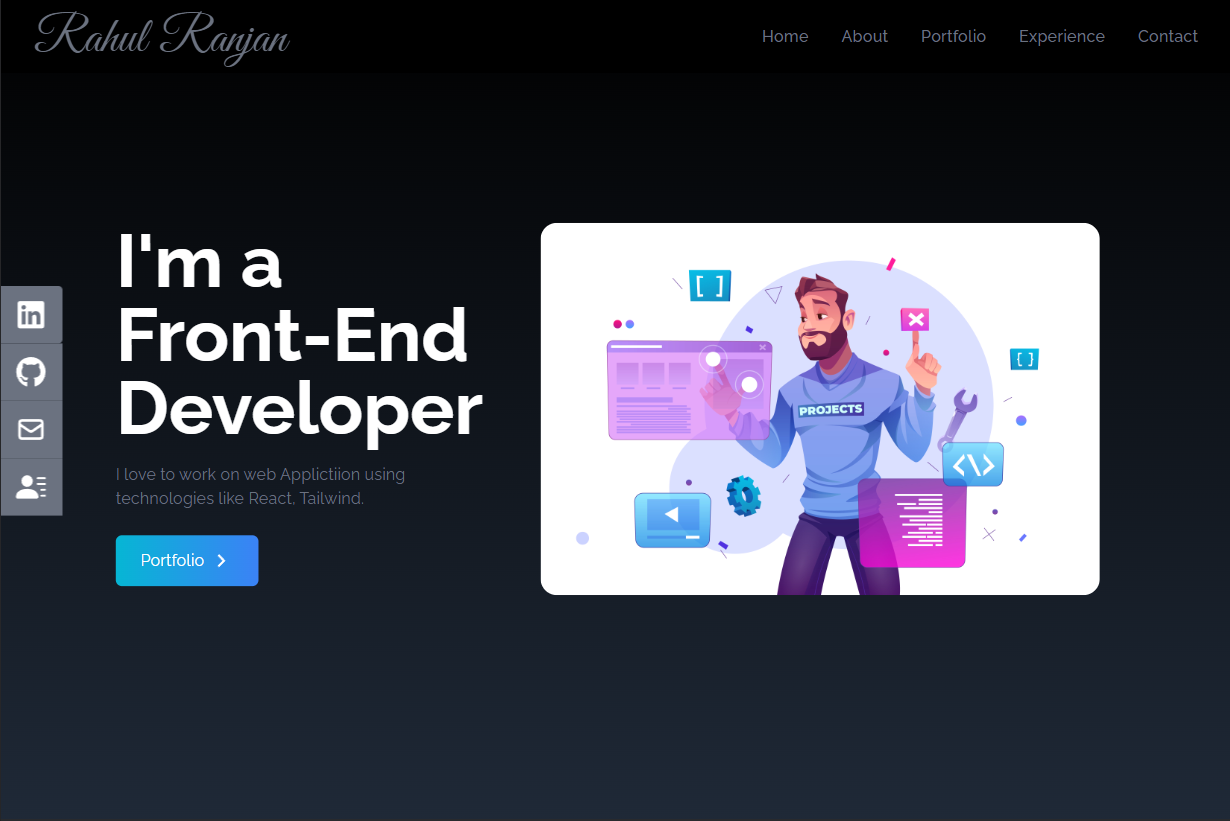 Rahul Ranjan
Home About Portfolio Experience Contact
I'm a
Front-End
Developer
I love to work on web Applictiion using
technologies like React, Tailwind.
Portfolio
[ ]
{ }
PROJECTS
<\>
in